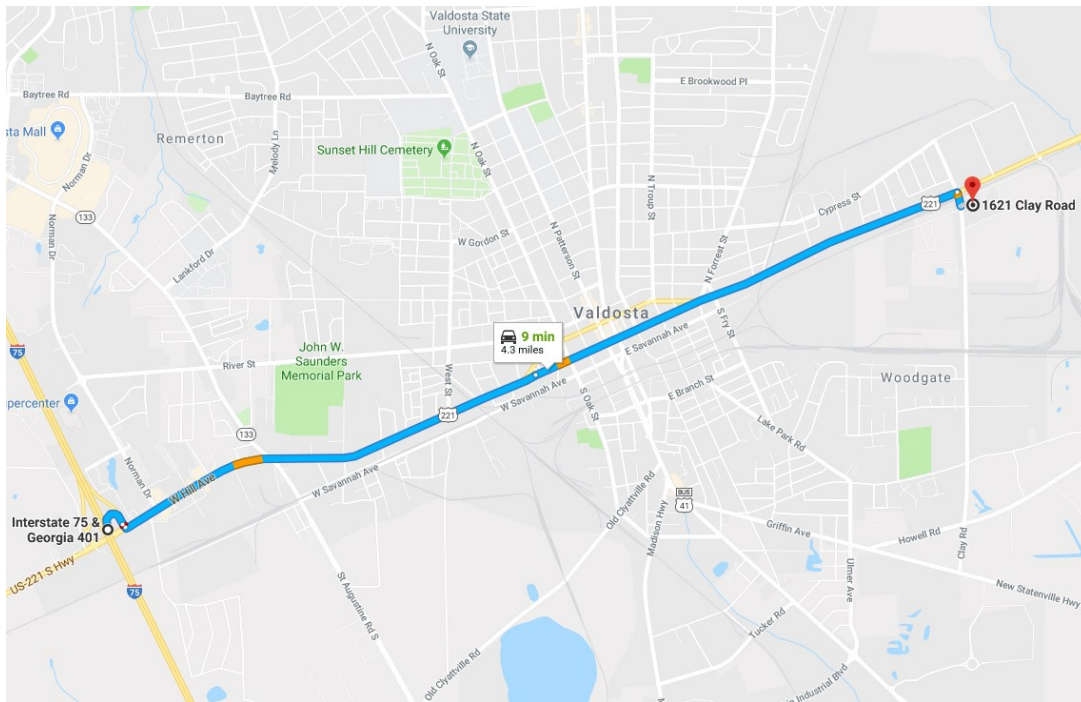 Valdosta State
University
N Oak St
E Brookwood Pl
Baytree Rd
Baytree Rd
Remerton
Melody Ln
sta Mall
Norman Dr
Sunset Hill Cemetery
N Oak St
N Troup St
133
Norman Dr
Lankford Dr
W Gordon St
N Patterson St
Cypress St
221
1621 Clay Road
N Forrest St
Valdosta
9 min
4.3 miles
E Savannah Ave
S Fry St
75
John W.
Saunders
Memorial Park
River St
West St
W Savannah Ave
S Oak St
E Branch St
Woodgate
percenter
221
133
Lake Park Rd
Norman Dr
W Hill Ave
W Savannah Ave
Old Clyattville Rd
Madison Hwy
BUS
41
Interstate 75 &
Georgia 401
Griffin Ave
Howell Rd
Clay Rd
US-221 S Hwy
75
St Augustine Rd S
Ulmer Ave
New Statenville Hwy
Tucker Rd
Old Clyattville Rd
Industrial Blvd